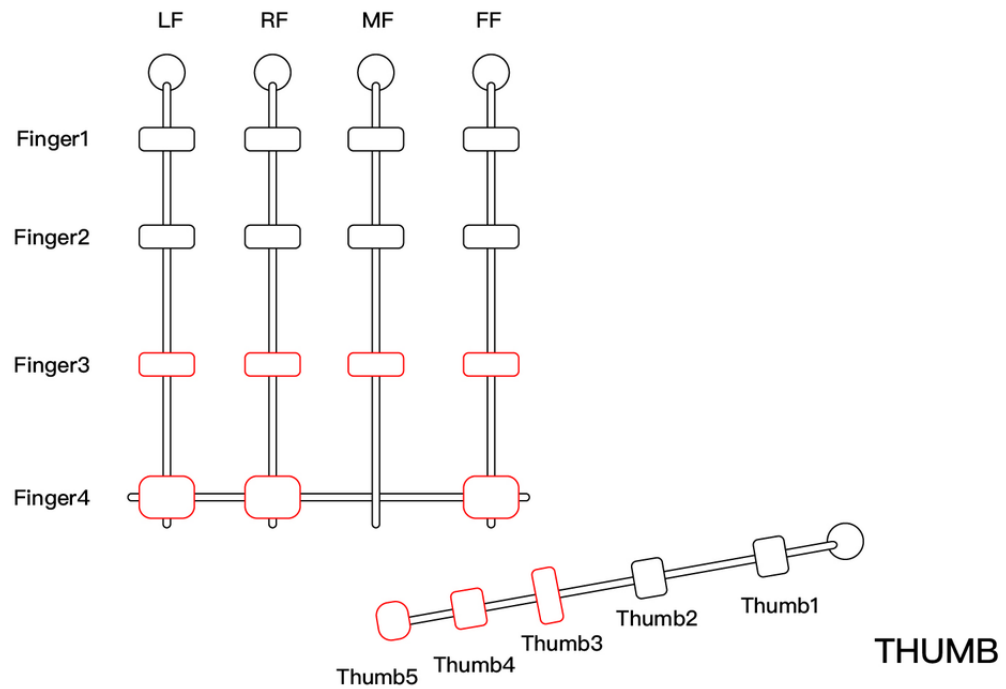 LF RF MF FF
Finger1
Finger2
Finger3
Finger4
Thumb1
Thumb2
Thumb3
THUMB
Thumb4
Thumb5